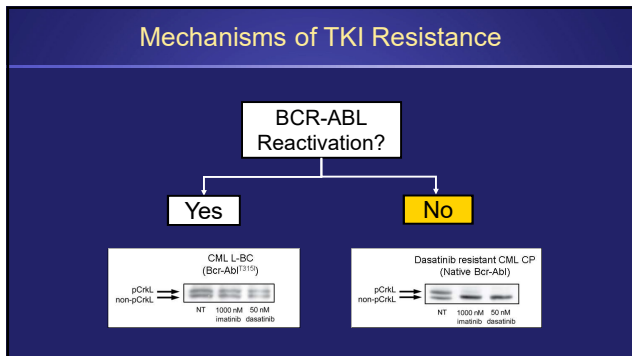 Mechanisms of TKI Resistance
BCR-ABL
Reactivation?
Yes
No
CML L-BC
(Bcr-Abl^T315I)
pCrkL
non-pCrkL
NT 1000 nM 50 nM
imatinib dasatinib
Dasatinib resistant CML CP
(Native Bcr-Abl)
pCrkL
non-pCrkL
NT 1000 nM 50 nM
imatinib dasatinib